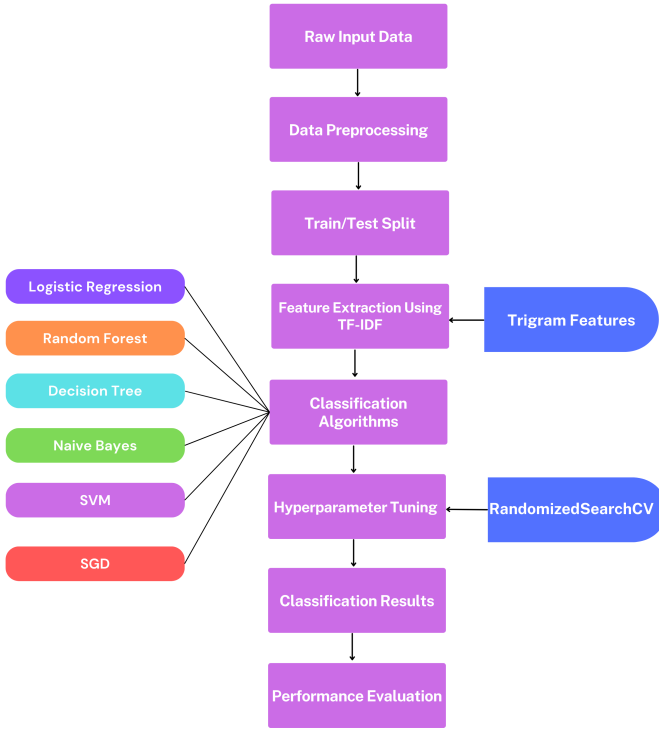 Raw Input Data
Data Preprocessing
Train/Test Split
Feature Extraction Using
TF-IDF
Trigram Features
Logistic Regression
Random Forest
Decision Tree
Naive Bayes
SVM
SGD
Classification
Algorithms
Hyperparameter Tuning
RandomizedSearchCV
Classification Results
Performance Evaluation